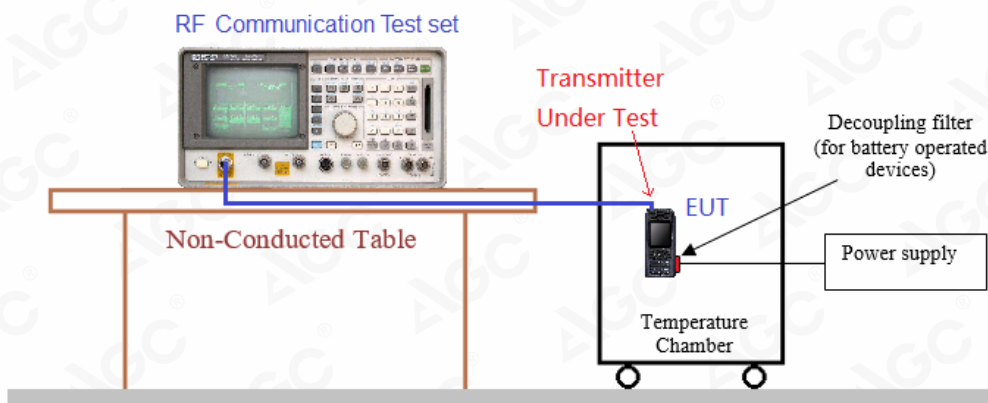 RF Communication Test set
Transmitter
Under Test
Decoupling filter
(for battery operated
devices)
EUT
Non-Conducted Table
Power supply
Temperature
Chamber
AGC
®